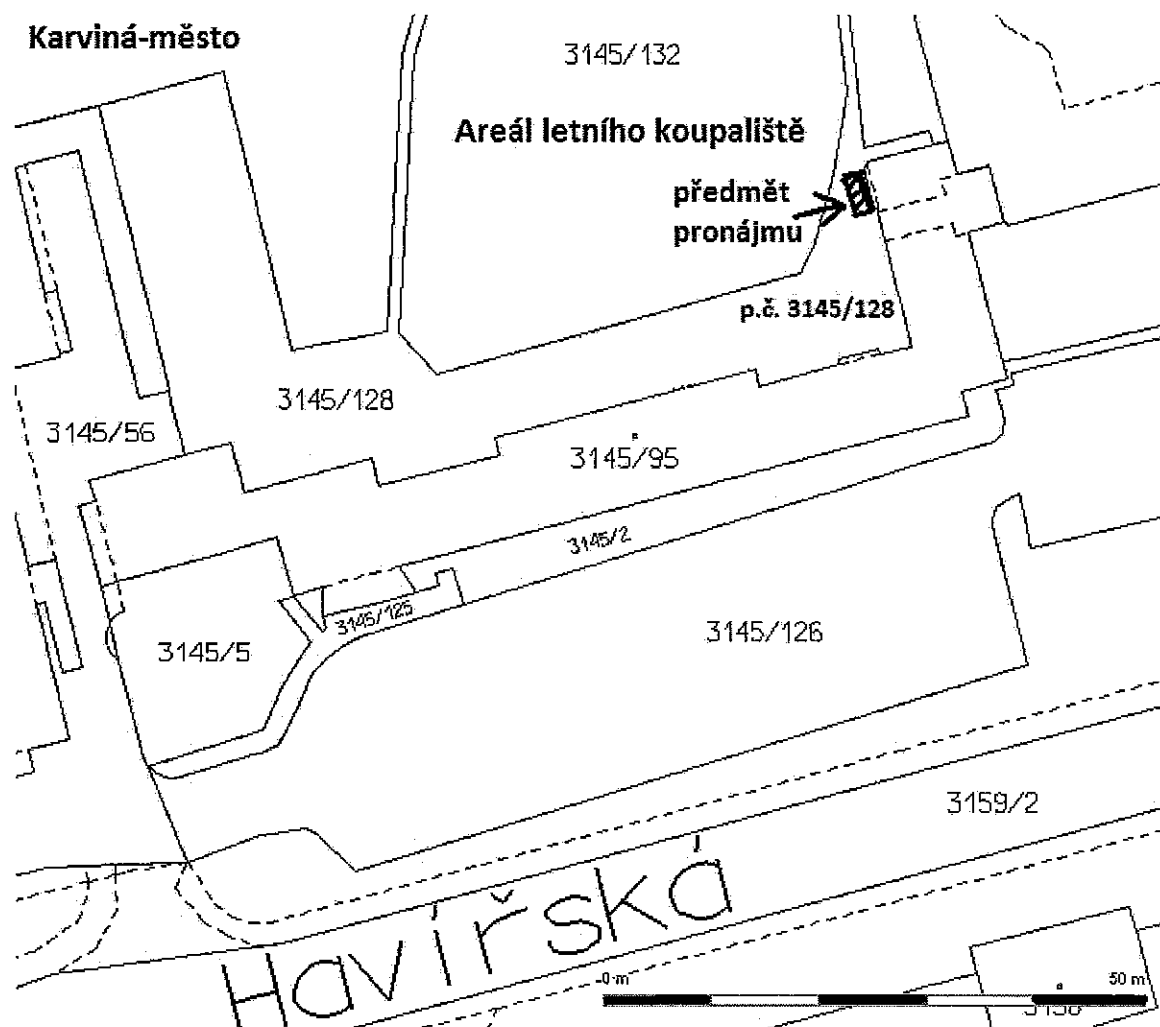 Karviná-město
3145/132
Areál letního koupaliště
předmět
pronájmu
p.č. 3145/128
3145/128
3145/56
3145/95
3145/2
3145/125
3145/5
3145/126
3159/2
Havířská
0 m
50 m